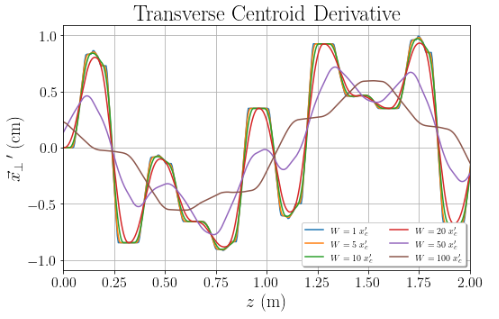 Transverse Centroid Derivative
1.0
0.5
0.0
−0.5
−1.0
x⃗⊥′ (cm)
W = 1 x′c W = 20 x′c
W = 5 x′c W = 50 x′c
W = 10 x′c W = 100 x′c
0.00 0.25 0.50 0.75 1.00 1.25 1.50 1.75 2.00
z (m)